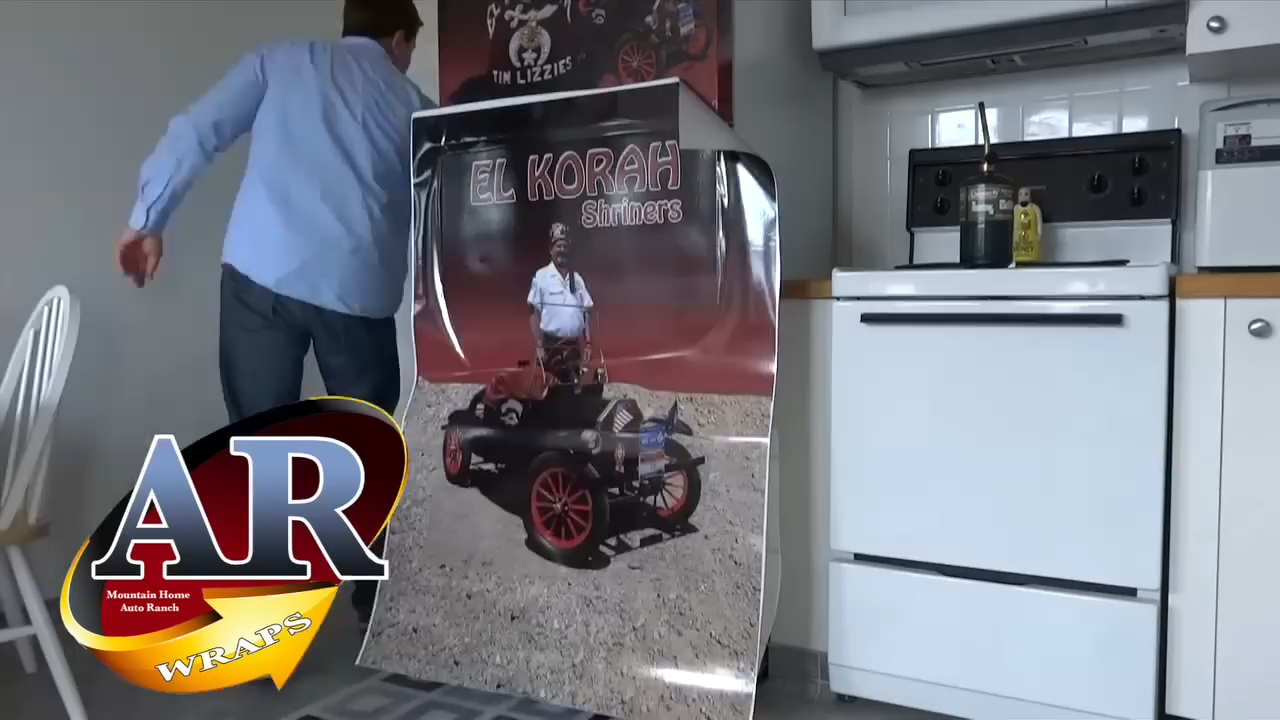 TIN LIZZIES
EL KORAH
Shriners
AR
Mountain Home
Auto Ranch
WRAPS